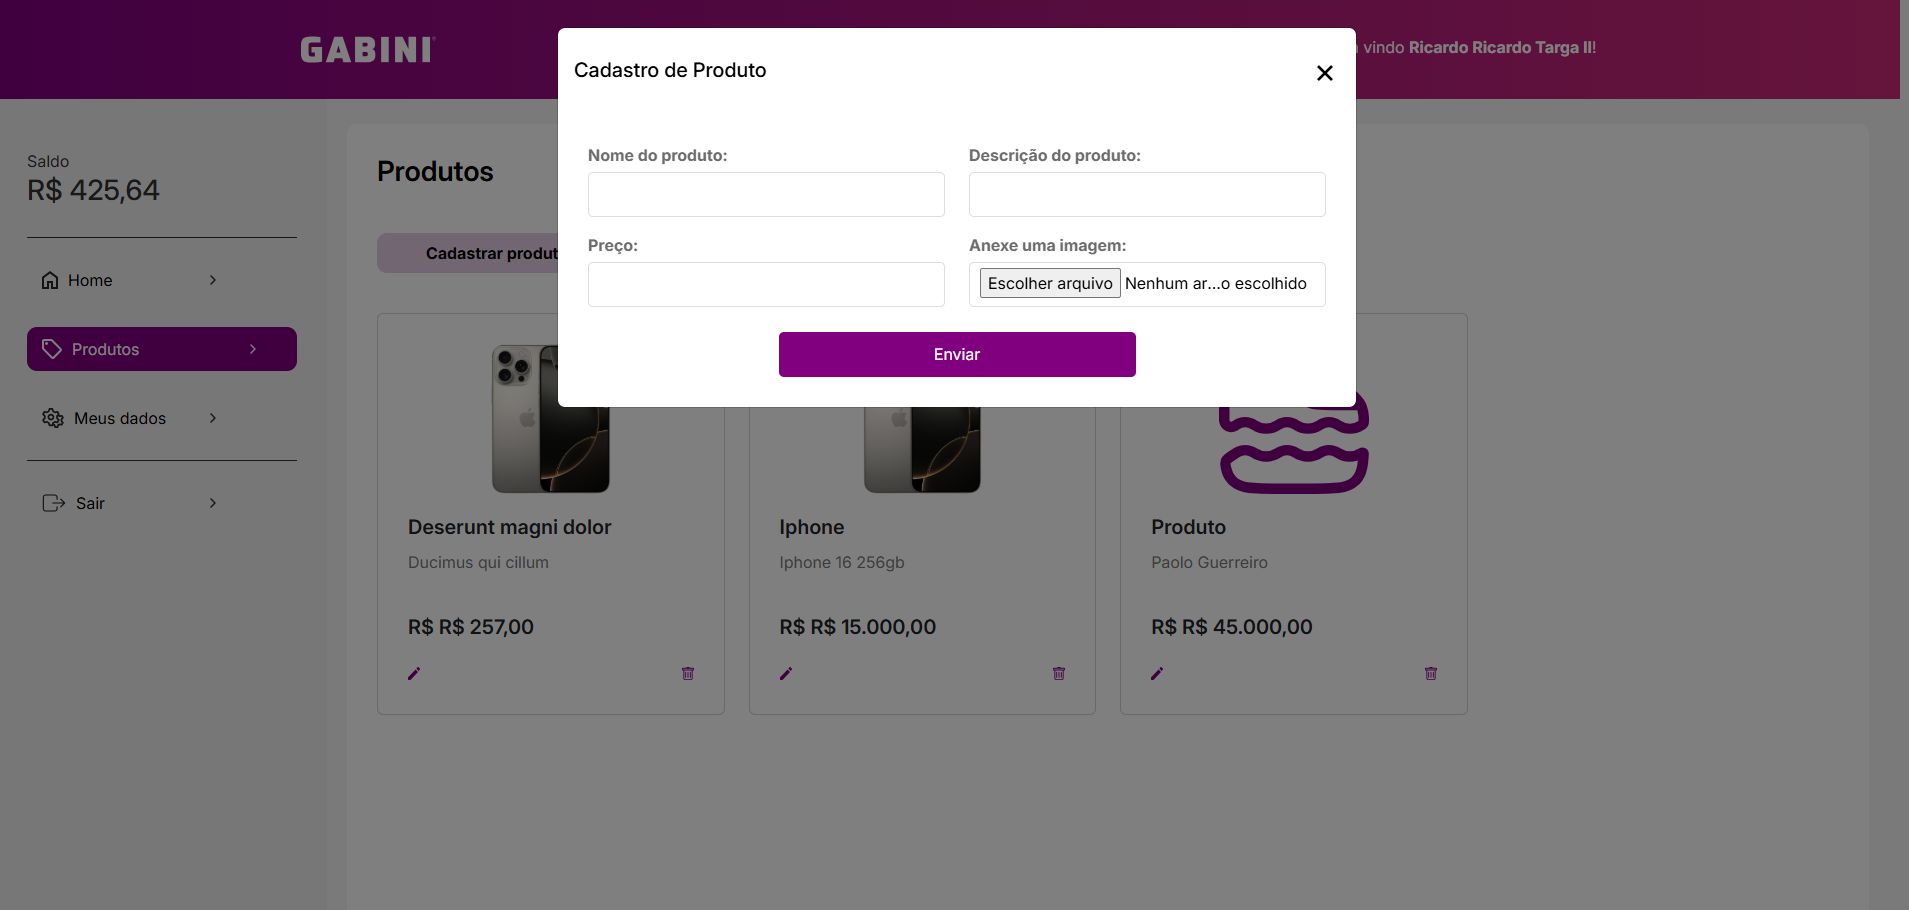 GABINI
vindo Ricardo Ricardo Targa II!
Cadastro de Produto
Nome do produto:
Descrição do produto:
Preço:
Anexe uma imagem:
Escolher arquivo Nenhum ar...o escolhido
Enviar
Saldo
R$ 425,64
Home
Produtos
Meus dados
Sair
Produtos
Cadastrar produt
Deserunt magni dolor
Ducimus qui cillum
R$ R$ 257,00
Iphone
Iphone 16 256gb
R$ R$ 15.000,00
Produto
Paolo Guerreiro
R$ R$ 45.000,00